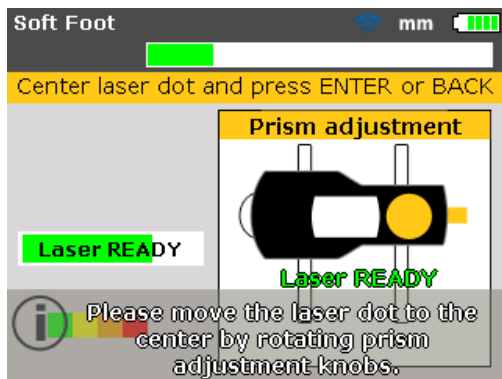 Soft Foot
mm
Center laser dot and press ENTER or BACK
Prism adjustment
Laser READY
Laser READY
Please move the laser dot to the
center by rotating prism
adjustment knobs.